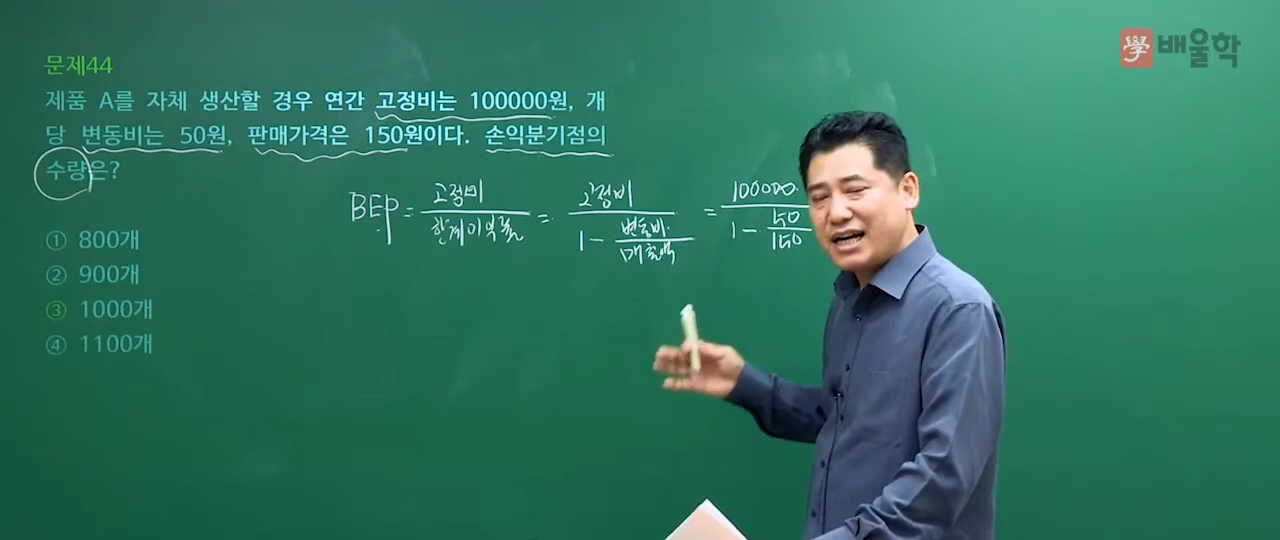 學 배울학
문제44
제품 A를 자체 생산할 경우 연간 고정비는 100000원, 개
당 변동비는 50원, 판매가격은 150원이다. 손익분기점의
수량은?
① 800개
② 900개
③ 1000개
④ 1100개
BEP = 고정비 / 한계이익률 = 고정비 / 1 - 변동비 / 매출액 = 100000 / 1 - 50 / 150